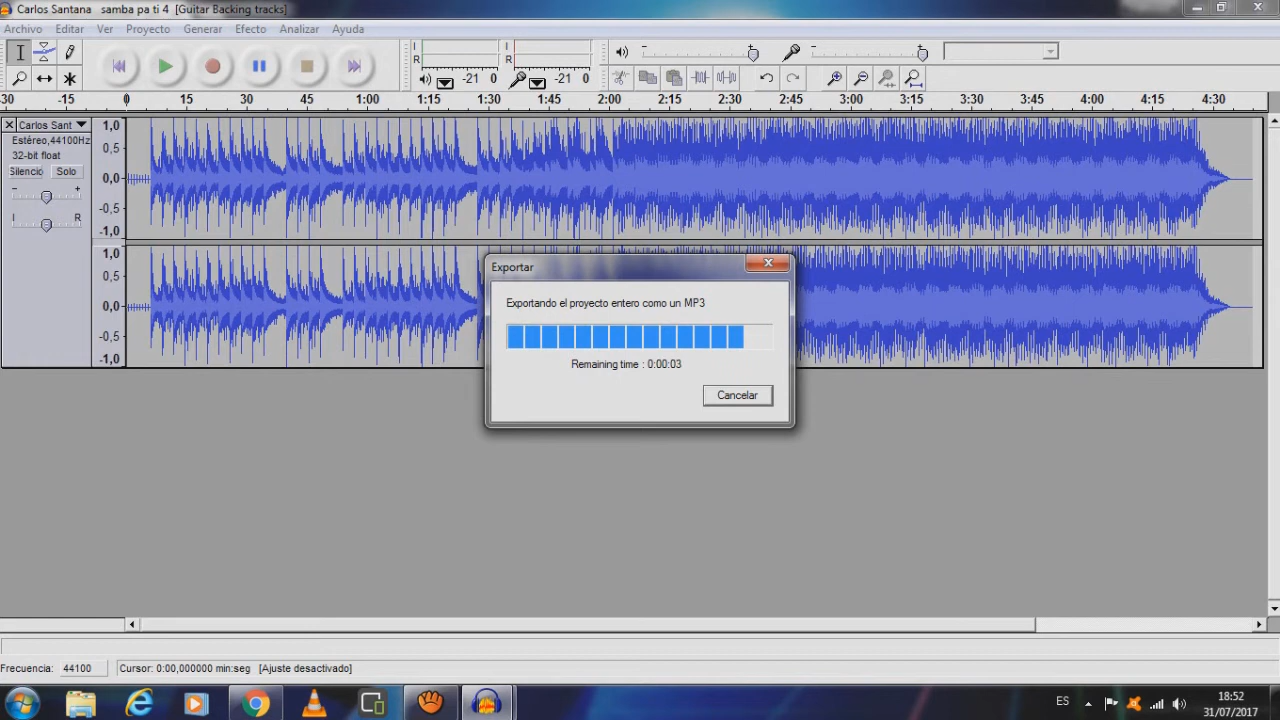 Carlos Santana samba pa ti 4 [Guitar Backing tracks]
Archivo Editar Ver Proyecto Generar Efecto Analizar Ayuda
I I
R R
-21 0 -21 0
-30 -15 0 15 30 45 1:00 1:15 1:30 1:45 2:00 2:15 2:30 2:45 3:00 3:15 3:30 3:45 4:00 4:15 4:30
Carlos Sant 1,0
Estéreo,44100Hz
32-bit float 0,5
Silencio Solo 0,0
- +
I R -0,5
-1,0
1,0
0,5
0,0
-0,5
-1,0
Exportar
Exportando el proyecto entero como un MP3
Remaining time : 0:00:03
Cancelar
Frecuencia: 44100 Cursor: 0:00,000000 min:seg [Ajuste desactivado]
ES 18:52
31/07/2017